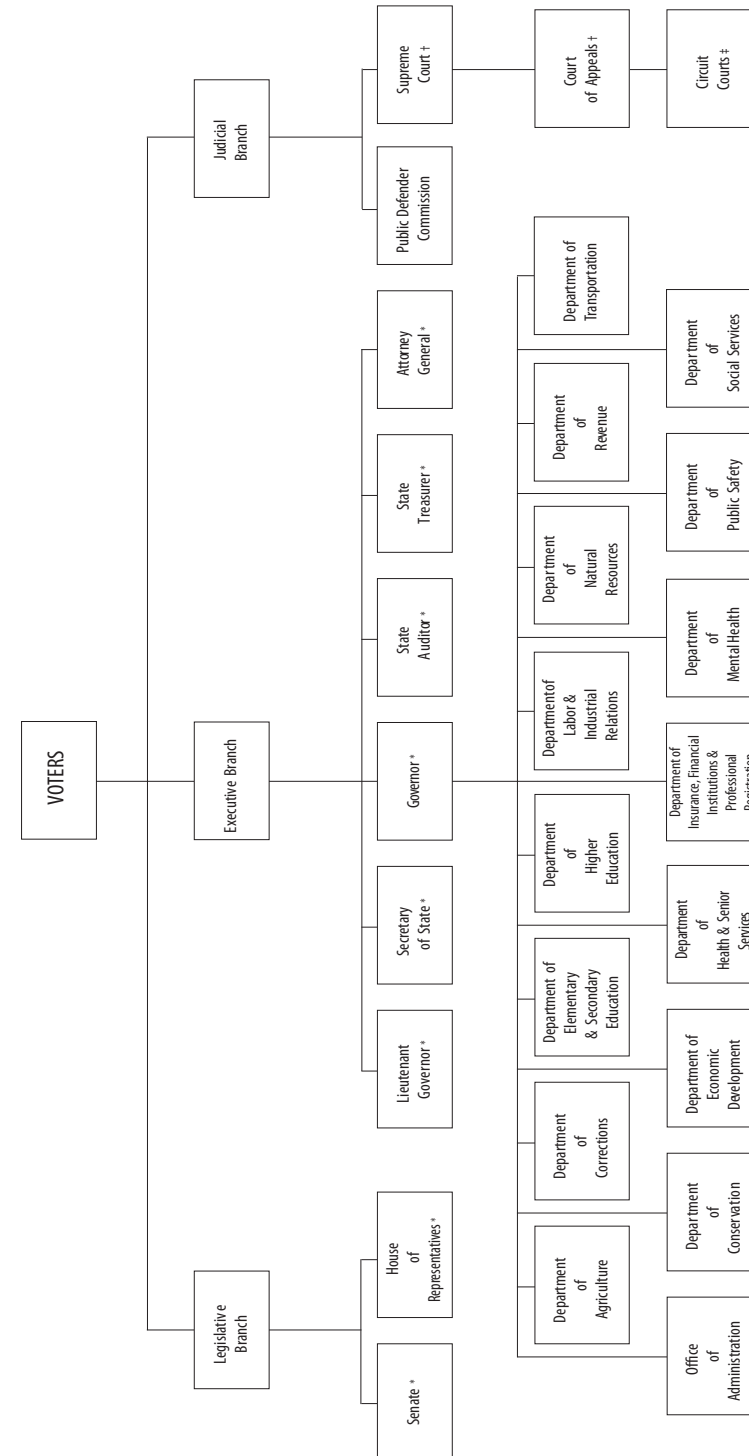 VOTERS
Legislative
Branch
Executive Branch
Judicial
Branch
Senate *
House
of
Representatives *
Lieutenant
Governor *
Secretary
of State *
Governor *
State
Auditor *
State
Treasurer *
Attorney
General *
Public Defender
Commission
Supreme
Court †
Department
of
Agriculture
Department
of
Corrections
Department of
Elementary
& Secondary
Education
Department
of
Higher
Education
Departmentof
Labor &
Industrial
Relations
Department
of
Natural
Resources
Department
of
Revenue
Department of
Transportation
Court
of Appeals †
Office
of
Administration
Department
of
Conservation
Department of
Economic
Development
Department
of
Health & Senior
Services
Department of
Insurance, Financial
Institutions &
Professional
Registration
Department
of
Mental Health
Department
of
Public Safety
Department
of
Social Services
Circuit
Courts ‡